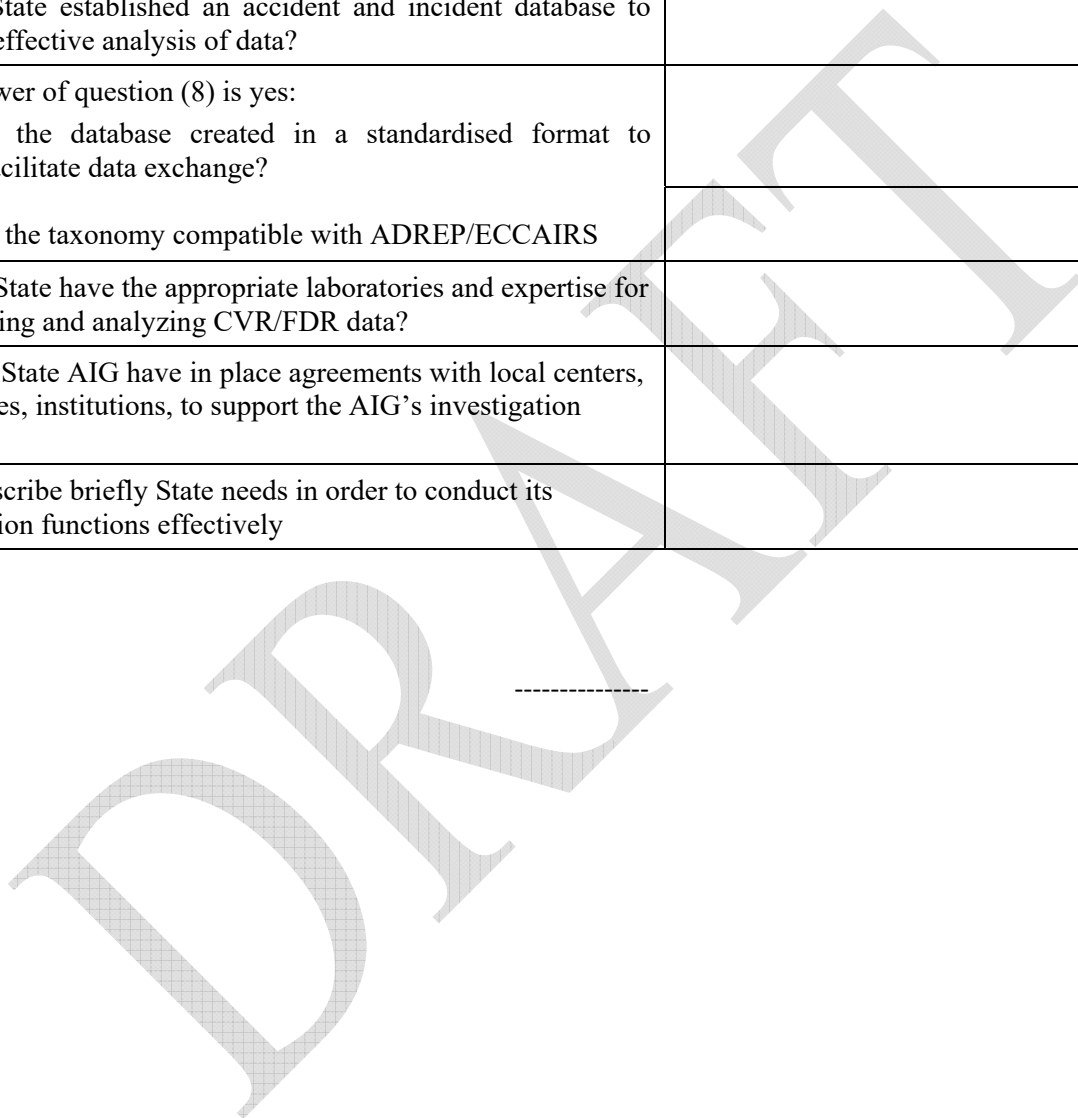 State established an accident and incident database to
effective analysis of data?
wer of question (8) is yes:
the database created in a standardised format to
cilitate data exchange?
the taxonomy compatible with ADREP/ECCAIRS
State have the appropriate laboratories and expertise for
ing and analyzing CVR/FDR data?
State AIG have in place agreements with local centers,
es, institutions, to support the AIG’s investigation
scribe briefly State needs in order to conduct its
ion functions effectively
---------------
DRAFT